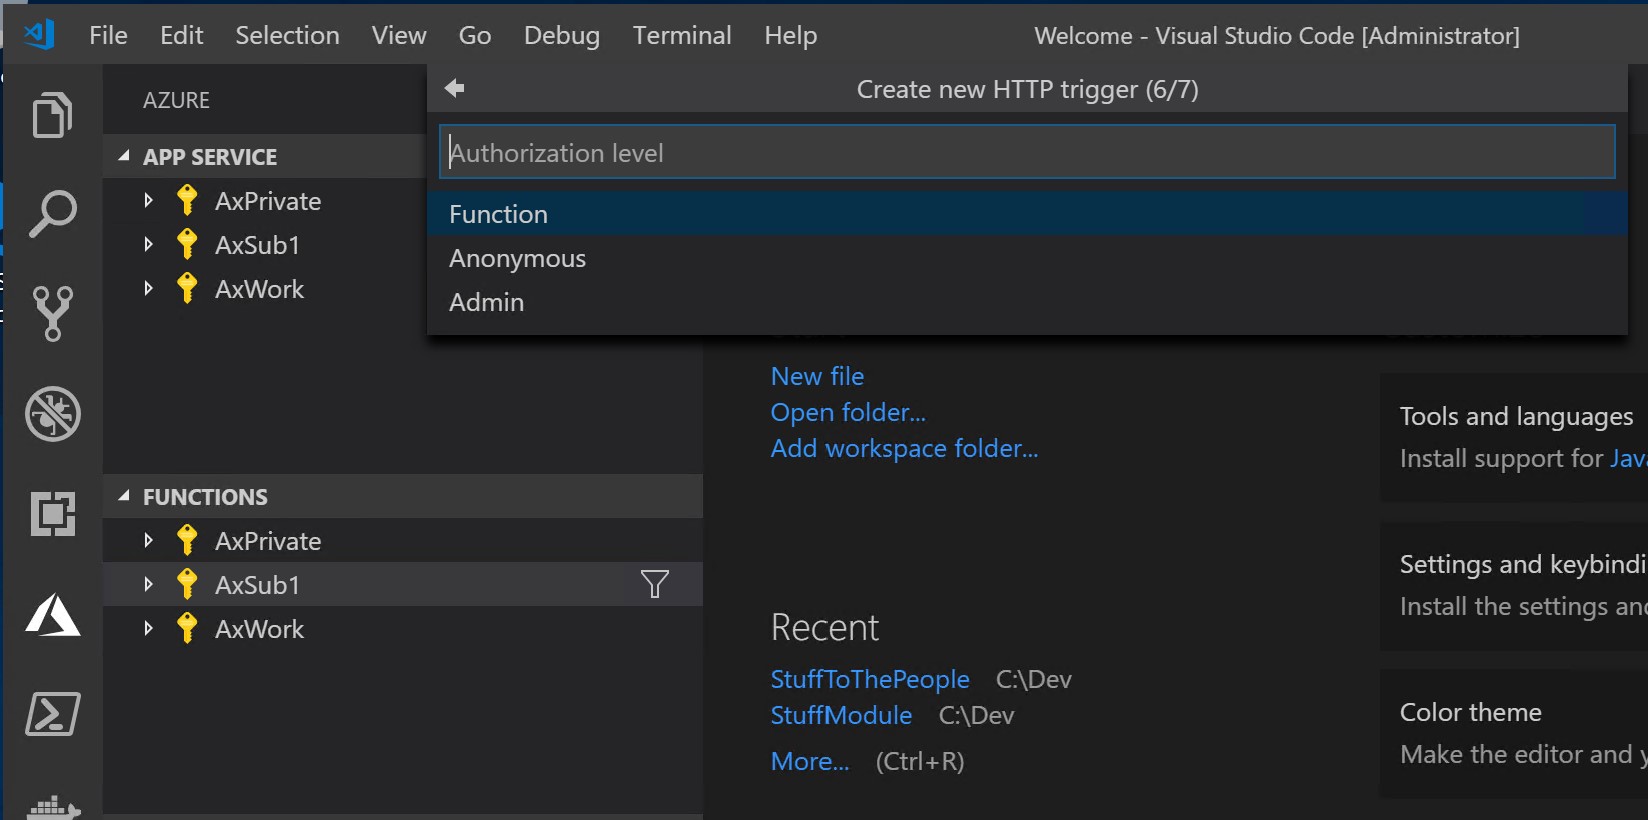 File Edit Selection View Go Debug Terminal Help Welcome - Visual Studio Code [Administrator]
AZURE
Create new HTTP trigger (6/7)
Authorization level
Function
Anonymous
Admin
APP SERVICE
AxPrivate
AxSub1
AxWork
FUNCTIONS
AxPrivate
AxSub1
AxWork
New file
Open folder...
Add workspace folder...
Recent
StuffToThePeople C:\Dev
StuffModule C:\Dev
More... (Ctrl+R)
Tools and languages
Install support for
Settings and
Install the settings
Color theme
Make the editor and